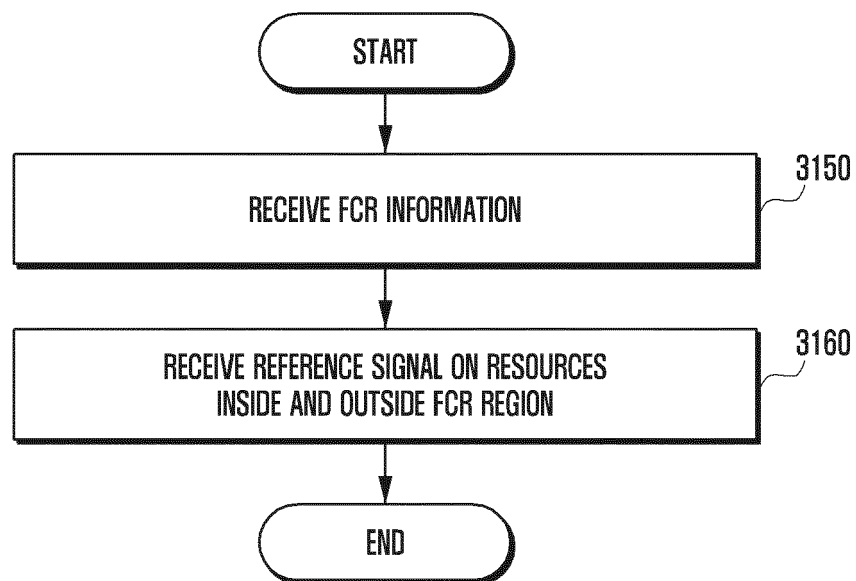 START
RECEIVE FCR INFORMATION
3150
RECEIVE REFERENCE SIGNAL ON RESOURCES
INSIDE AND OUTSIDE FCR REGION
3160
END